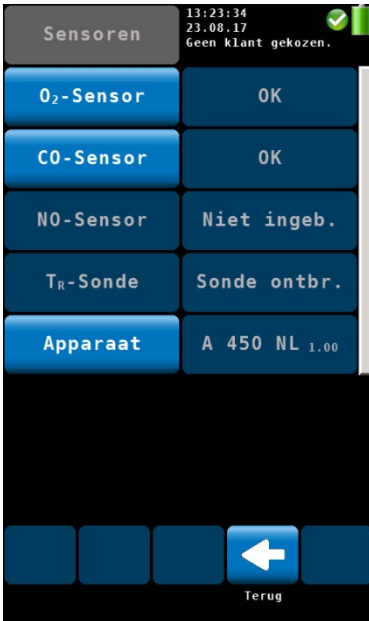 Sensoren
13:23:34
23.08.17
Geen klant gekozen.
O₂-Sensor OK
CO-Sensor OK
NO-Sensor Niet ingeb.
Tᵣ-Sonde Sonde ontbr.
Apparaat A 450 NL 1.00
Terug